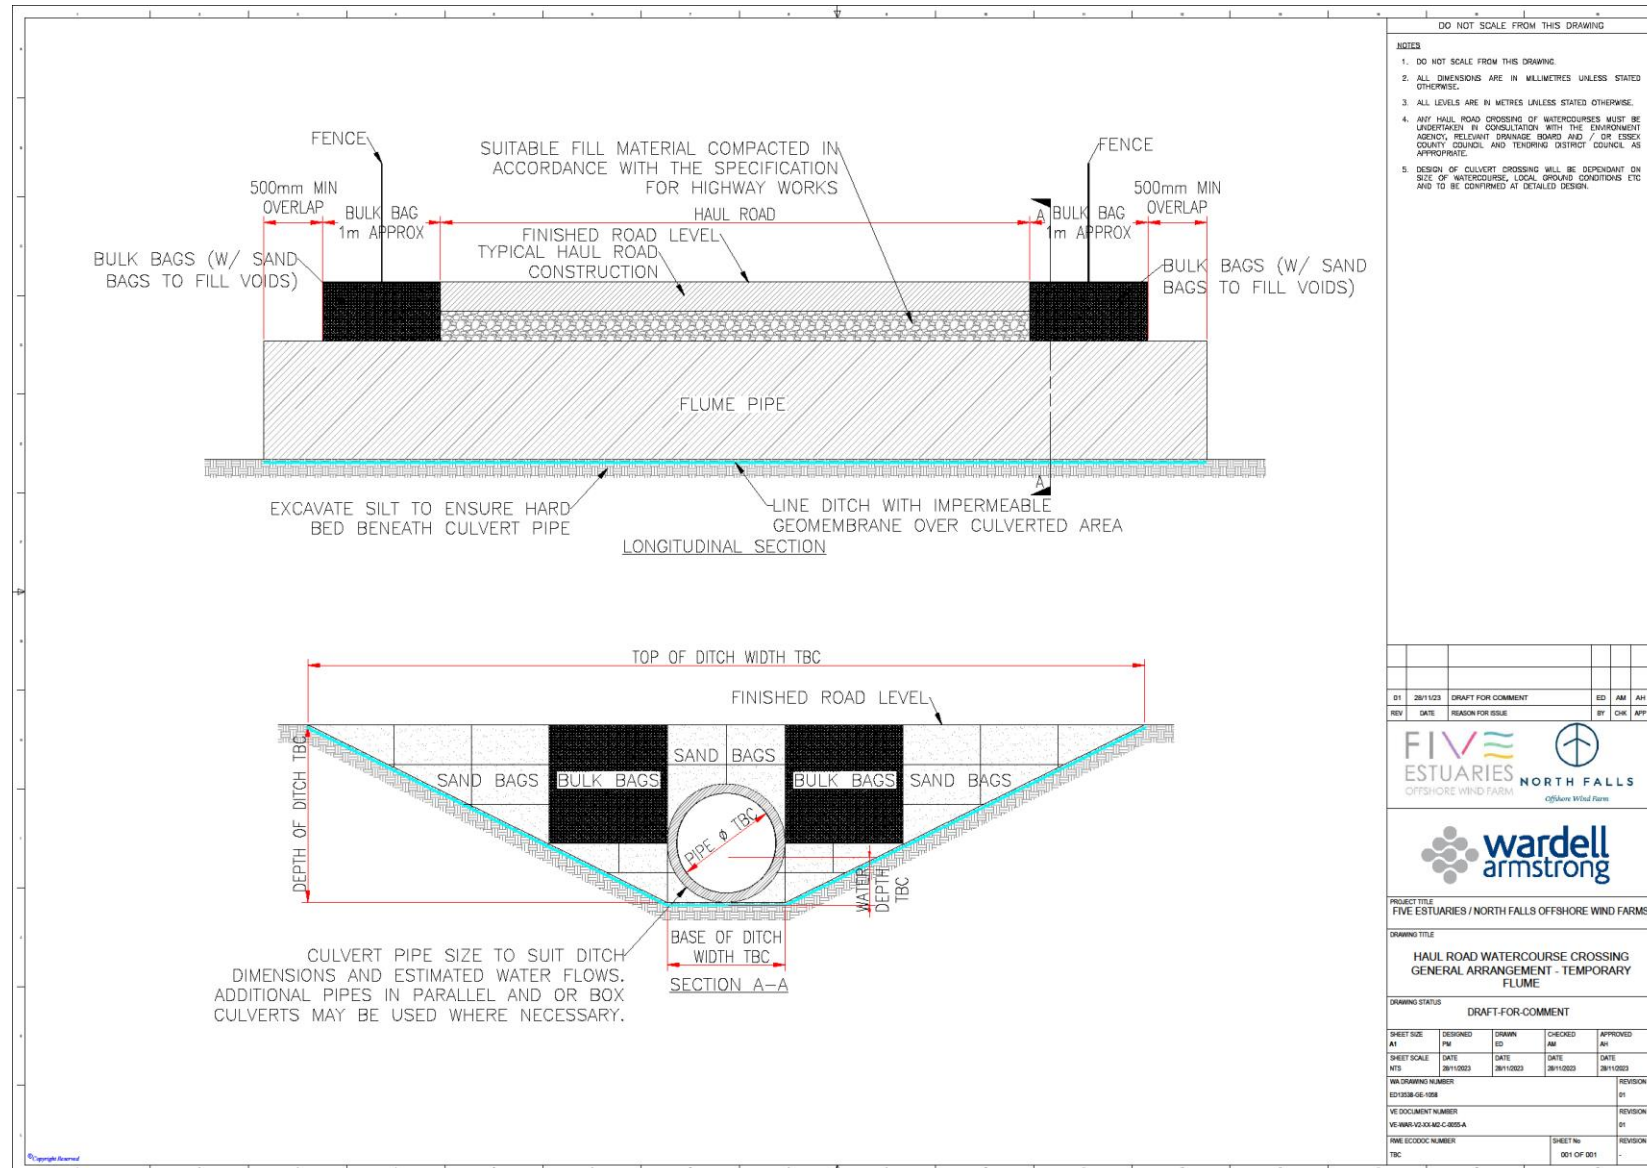 DO NOT SCALE FROM THIS DRAWING
NOTES
1. DO NOT SCALE FROM THIS DRAWING.
2. ALL DIMENSIONS ARE IN MILLIMETRES UNLESS STATED
OTHERWISE.
3. ALL LEVELS ARE IN METRES UNLESS STATED OTHERWISE.
4. ANY HAUL ROAD CROSSING OF WATERCOURSES MUST BE
UNDERTAKEN IN CONSULTATION WITH THE ENVIRONMENT
AGENCY, RELEVANT DRAINAGE BOARD AND / OR ESSEX
COUNTY COUNCIL AND TENDRING DISTRICT COUNCIL AS
APPROPRIATE.
5. DESIGN OF CULVERT CROSSING WILL BE DEPENDANT ON
SIZE OF WATERCOURSE, LOCAL GROUND CONDITIONS ETC
AND TO BE CONFIRMED AT DETAILED DESIGN.
FENCE
SUITABLE FILL MATERIAL COMPACTED IN
ACCORDANCE WITH THE SPECIFICATION
FOR HIGHWAY WORKS
FENCE
500mm MIN
OVERLAP
BULK BAG
1m APPROX
HAUL ROAD
A
BULK BAG
1m APPROX
500mm MIN
OVERLAP
FINISHED ROAD LEVEL
TYPICAL HAUL ROAD
CONSTRUCTION
BULK BAGS (W/ SAND
BAGS TO FILL VOIDS)
BULK BAGS (W/ SAND
BAGS TO FILL VOIDS)
FLUME PIPE
A
EXCAVATE SILT TO ENSURE HARD
BED BENEATH CULVERT PIPE
LINE DITCH WITH IMPERMEABLE
GEOMEMBRANE OVER CULVERTED AREA
LONGITUDINAL SECTION
TOP OF DITCH WIDTH TBC
FINISHED ROAD LEVEL
DEPTH OF DITCH TBC
SAND BAGS
BULK BAGS
SAND BAGS
BULK BAGS
SAND BAGS
PIPE Ø TBC
WATER
DEPTH
TBC
BASE OF DITCH
WIDTH TBC
SECTION A-A
CULVERT PIPE SIZE TO SUIT DITCH
DIMENSIONS AND ESTIMATED WATER FLOWS.
ADDITIONAL PIPES IN PARALLEL AND OR BOX
CULVERTS MAY BE USED WHERE NECESSARY.
D1 28/11/23 DRAFT FOR COMMENT ED AM AH
REV DATE REASON FOR ISSUE BY CHK APP
FIVE
ESTUARIES
OFFSHORE WIND FARM
NORTH FALLS
Offshore Wind Farm
wardell
armstrong
PROJECT TITLE
FIVE ESTUARIES / NORTH FALLS OFFSHORE WIND FARMS
DRAWING TITLE
HAUL ROAD WATERCOURSE CROSSING
GENERAL ARRANGEMENT - TEMPORARY
FLUME
DRAWING STATUS
DRAFT-FOR-COMMENT
SHEET SIZE DESIGNED DRAWN CHECKED APPROVED
A1 PM ED AM AH
SHEET SCALE DATE DATE DATE DATE
NTS 28/11/2023 28/11/2023 28/11/2023 28/11/2023
WA DRAWING NUMBER REVISION
ED13538-GE-1058 01
VE DOCUMENT NUMBER REVISION
VE-WAR-V2-XX-M2-C-0055-A 01
RWE ECODOC NUMBER SHEET No REVISION
TBC 001 OF 001 -
©Copyright Reserved